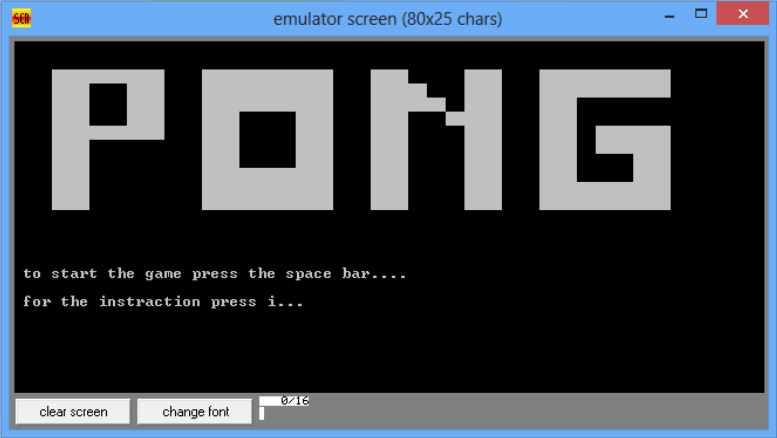 SCR
emulator screen (80x25 chars)
PONG
to start the game press the space bar....
for the instraction press i...
clear screen
change font
0/16